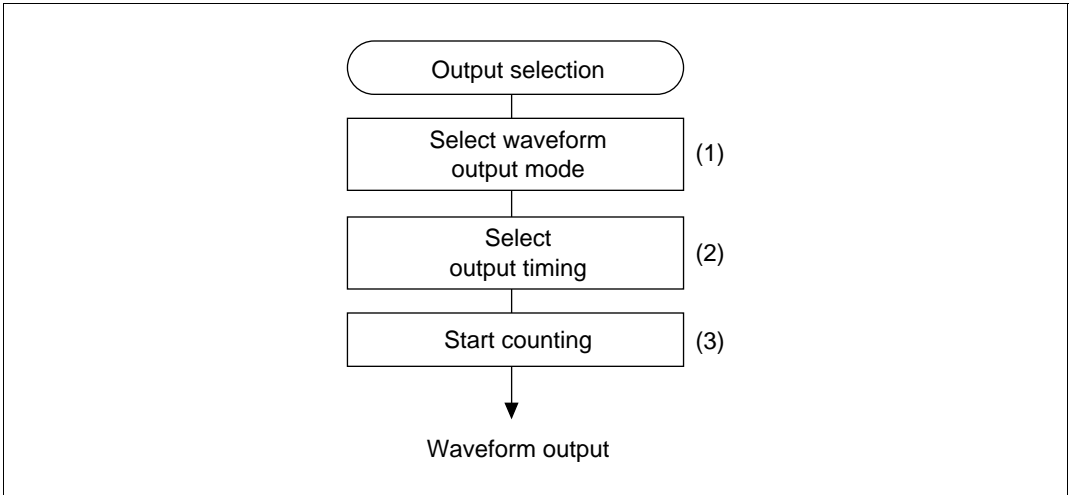 Output selection
Select waveform
output mode
(1)
Select
output timing
(2)
Start counting
(3)
Waveform output